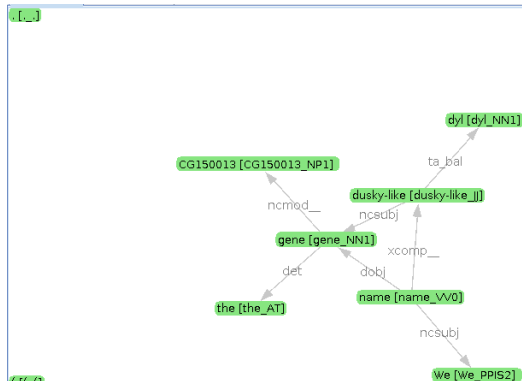 , [,_,]
dyl [dyl_NN1]
ta_bal
CG150013 [CG150013_NP1]
dusky-like [dusky-like_JJ]
ncmod__
ncsubj
gene [gene_NN1]
xcomp__
det
dobj
name [name_VV0]
the [the_AT]
ncsubj
We [We_PPIS2]